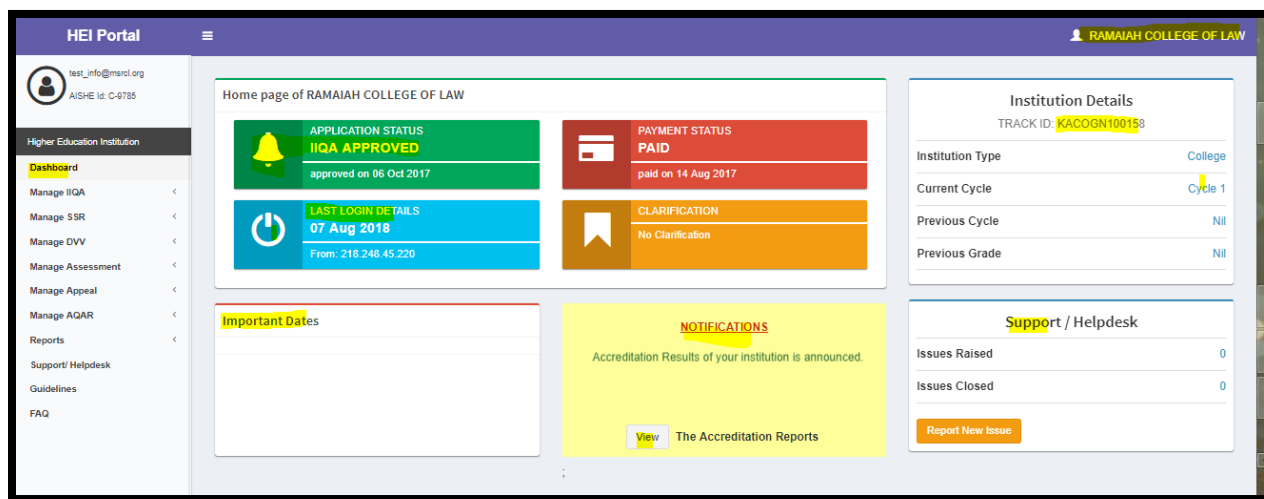 HEI Portal
RAMAIAH COLLEGE OF LAW
test_info@msrcl.org
AISHE Id: C-9785
Higher Education Institution
Dashboard
Manage IIQA
Manage SSR
Manage DVV
Manage Assessment
Manage Appeal
Manage AQAR
Reports
Support/ Helpdesk
Guidelines
FAQ
Home page of RAMAIAH COLLEGE OF LAW
APPLICATION STATUS
IIQA APPROVED
approved on 06 Oct 2017
PAYMENT STATUS
PAID
paid on 14 Aug 2017
LAST LOGIN DETAILS
07 Aug 2018
From: 218.248.45.220
CLARIFICATION
No Clarification
Important Dates
NOTIFICATIONS
Accreditation Results of your institution is announced.
View The Accreditation Reports
;
Institution Details
TRACK ID: KACOGN100158
Institution Type College
Current Cycle Cycle 1
Previous Cycle Nil
Previous Grade Nil
Support / Helpdesk
Issues Raised 0
Issues Closed 0
Report New Issue